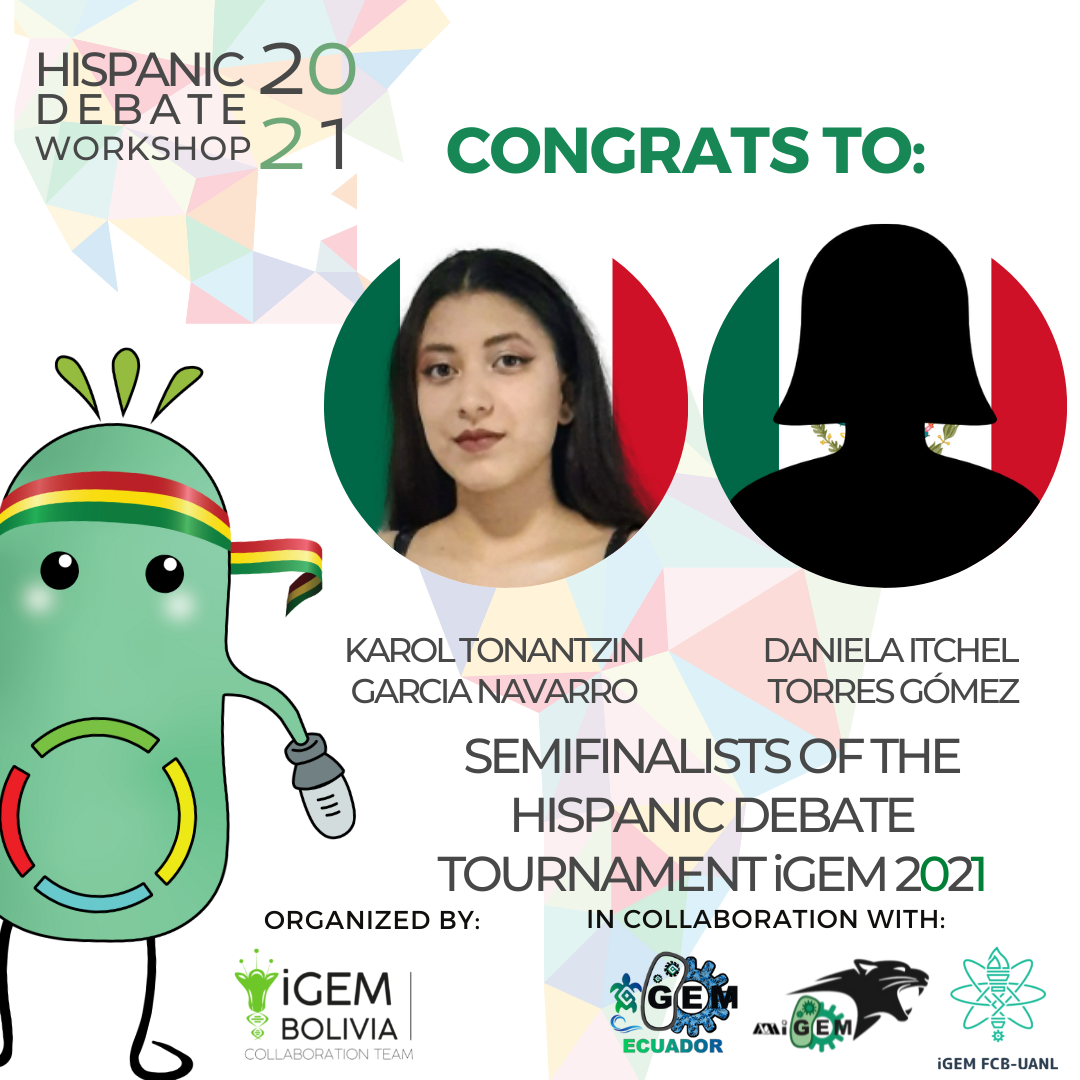 HISPANIC 20
DEBATE
WORKSHOP 21
CONGRATS TO:
KAROL TONANTZIN
GARCIA NAVARRO
DANIELA ITCHEL
TORRES GÓMEZ
SEMIFINALISTS OF THE
HISPANIC DEBATE
TOURNAMENT iGEM 2021
ORGANIZED BY:
IN COLLABORATION WITH:
iGEM
BOLIVIA
COLLABORATION TEAM
iGEM
ECUADOR
AMiGEM
iGEM FCB-UANL